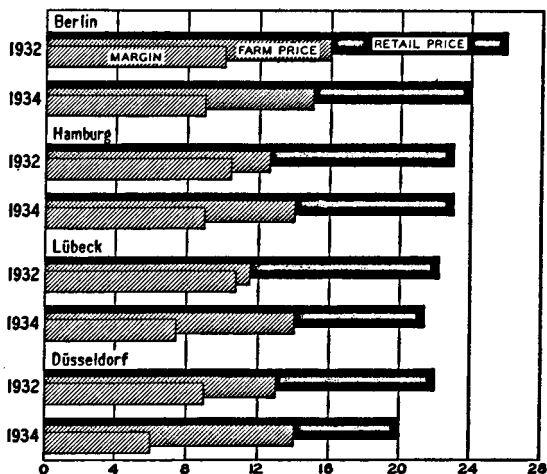 Berlin
1932
MARGIN FARM PRICE RETAIL PRICE
1934
Hamburg
1932
1934
Lübeck
1932
1934
Düsseldorf
1932
1934
0 4 8 12 16 20 24 28